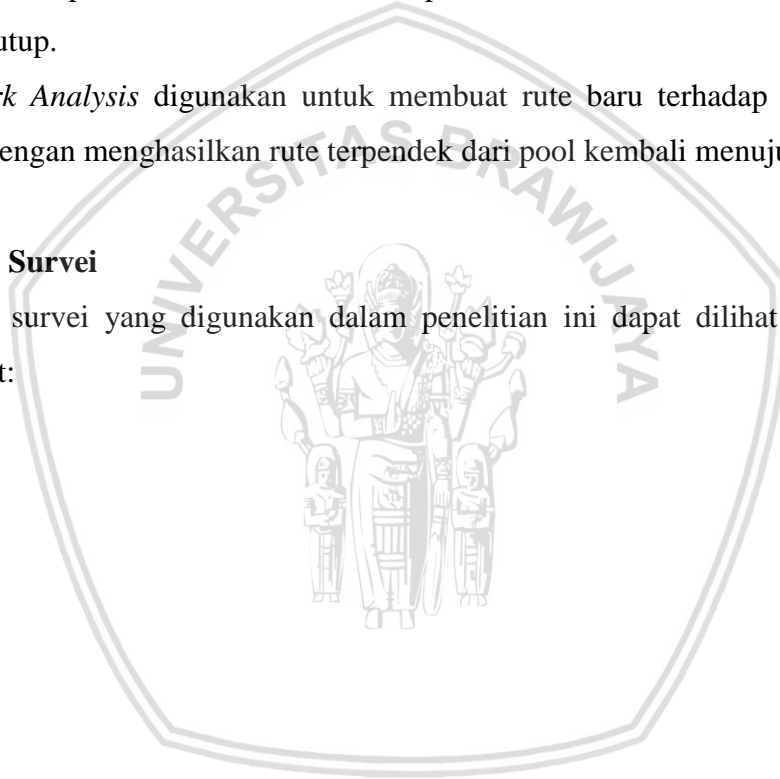 utup.
rk Analysis digunakan untuk membuat rute baru terhadap
engan menghasilkan rute terpendek dari pool kembali menuju
Survei
survei yang digunakan dalam penelitian ini dapat dilihat
t:
UNIVERSITAS BRAWIJAYA